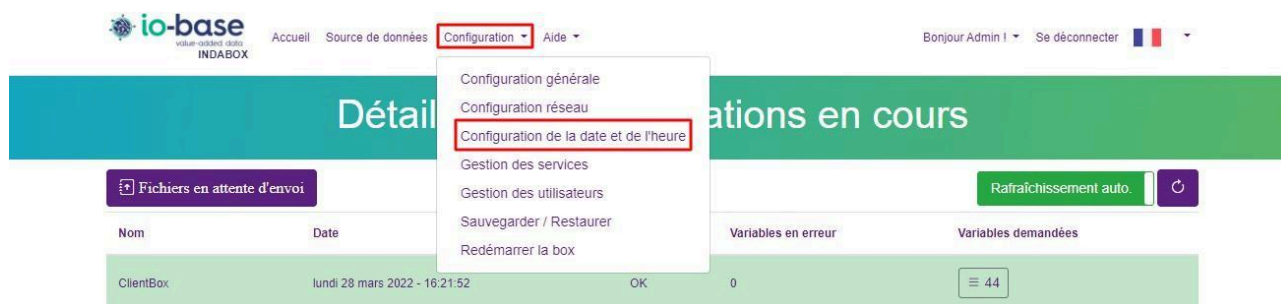 io-base
value-added data
INDABOX
Accueil Source de données Configuration Aide Bonjour Admin ! Se déconnecter
Configuration générale
Configuration réseau
Configuration de la date et de l'heure
Gestion des services
Gestion des utilisateurs
Sauvegarder / Restaurer
Redémarrer la box
Détail ations en cours
Fichiers en attente d'envoi Rafraîchissement auto.
Nom Date Variables en erreur Variables demandées
ClientBox lundi 28 mars 2022 - 16:21:52 OK 0 44